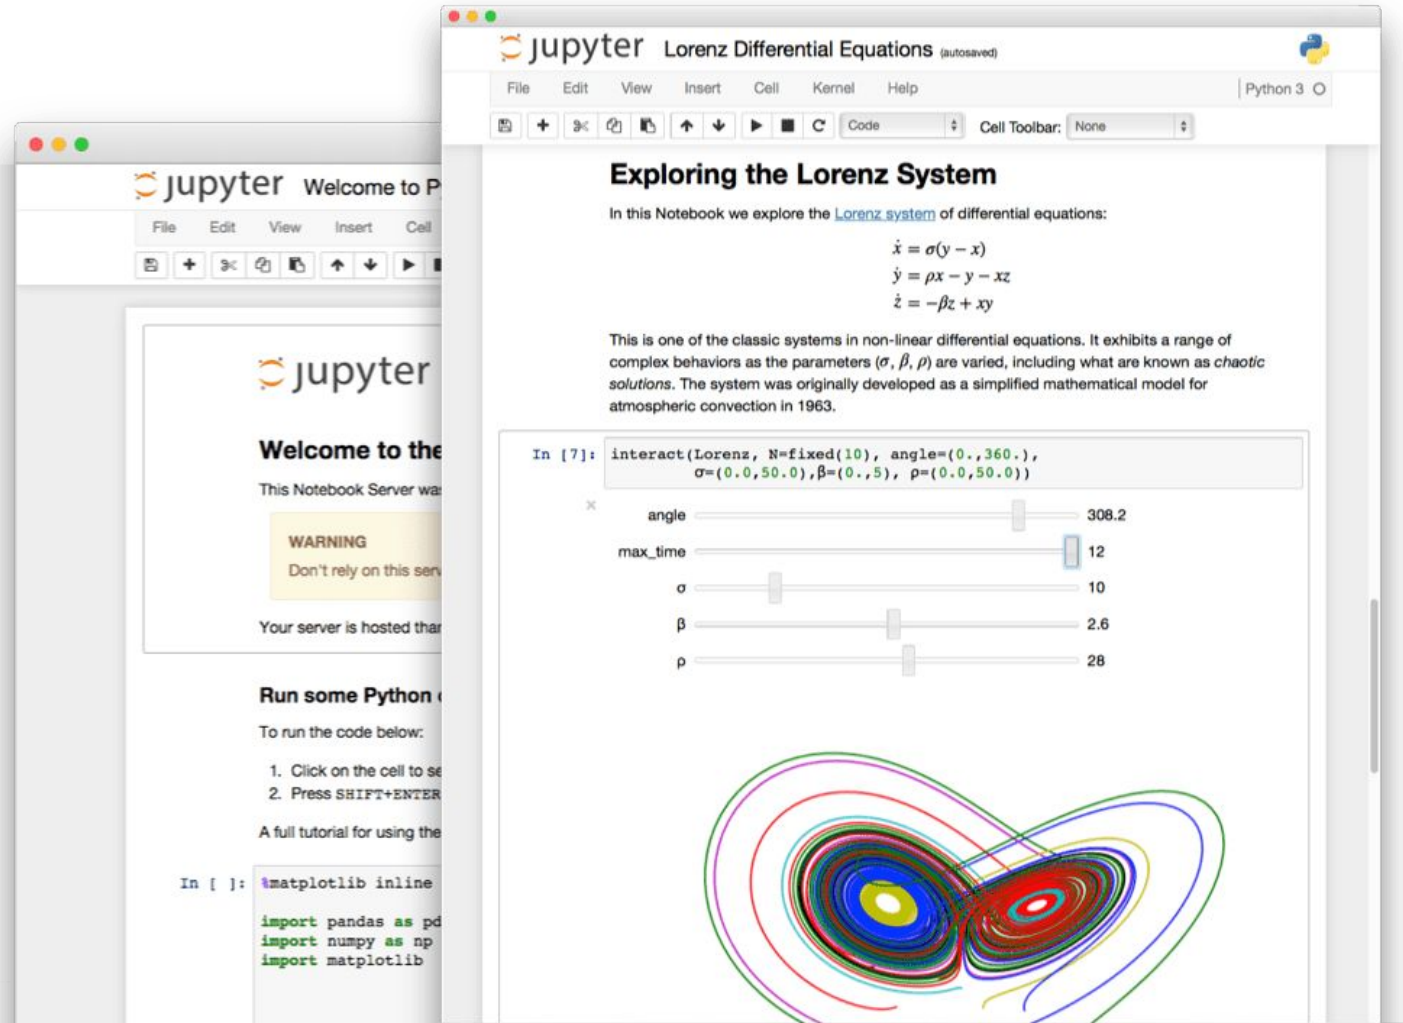 jupyter Lorenz Differential Equations (autosaved)
File Edit View Insert Cell Kernel Help Python 3
Code Cell Toolbar: None
Exploring the Lorenz System
In this Notebook we explore the Lorenz system of differential equations:
ẋ = σ(y − x)
ẏ = ρx − y − xz
ż = −βz + xy
This is one of the classic systems in non-linear differential equations. It exhibits a range of
complex behaviors as the parameters (σ, β, ρ) are varied, including what are known as chaotic
solutions. The system was originally developed as a simplified mathematical model for
atmospheric convection in 1963.
In [7]: interact(Lorenz, N=fixed(10), angle=(0.,360.),
σ=(0.0,50.0),β=(0.,5), ρ=(0.0,50.0))
angle 308.2
max_time 12
σ 10
β 2.6
ρ 28
jupyter Welcome to P
File Edit View Insert Cell
jupyter
Welcome to the
This Notebook Server was
WARNING
Don't rely on this serv
Your server is hosted than
Run some Python
To run the code below:
1. Click on the cell to se
2. Press SHIFT+ENTER
A full tutorial for using the
In [ ]: %matplotlib inline
import pandas as pd
import numpy as np
import matplotlib